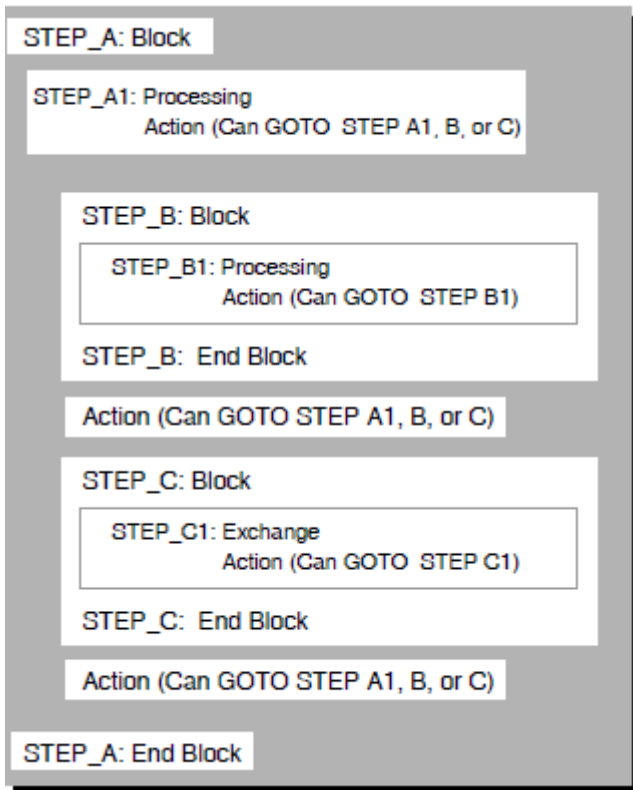 STEP_A: Block
STEP_A1: Processing
Action (Can GOTO STEP A1, B, or C)
STEP_B: Block
STEP_B1: Processing
Action (Can GOTO STEP B1)
STEP_B: End Block
Action (Can GOTO STEP A1, B, or C)
STEP_C: Block
STEP_C1: Exchange
Action (Can GOTO STEP C1)
STEP_C: End Block
Action (Can GOTO STEP A1, B, or C)
STEP_A: End Block